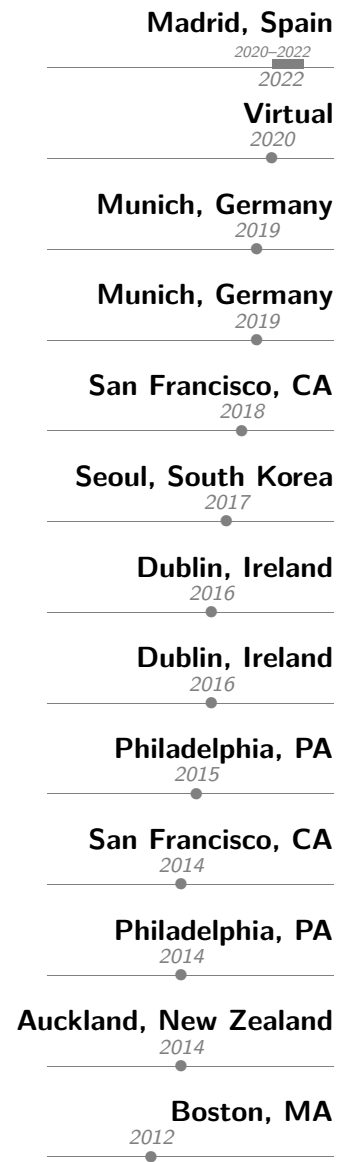 Madrid, Spain
2020–2022
2022
Virtual
2020
Munich, Germany
2019
Munich, Germany
2019
San Francisco, CA
2018
Seoul, South Korea
2017
Dublin, Ireland
2016
Dublin, Ireland
2016
Philadelphia, PA
2015
San Francisco, CA
2014
Philadelphia, PA
2014
Auckland, New Zealand
2014
Boston, MA
2012